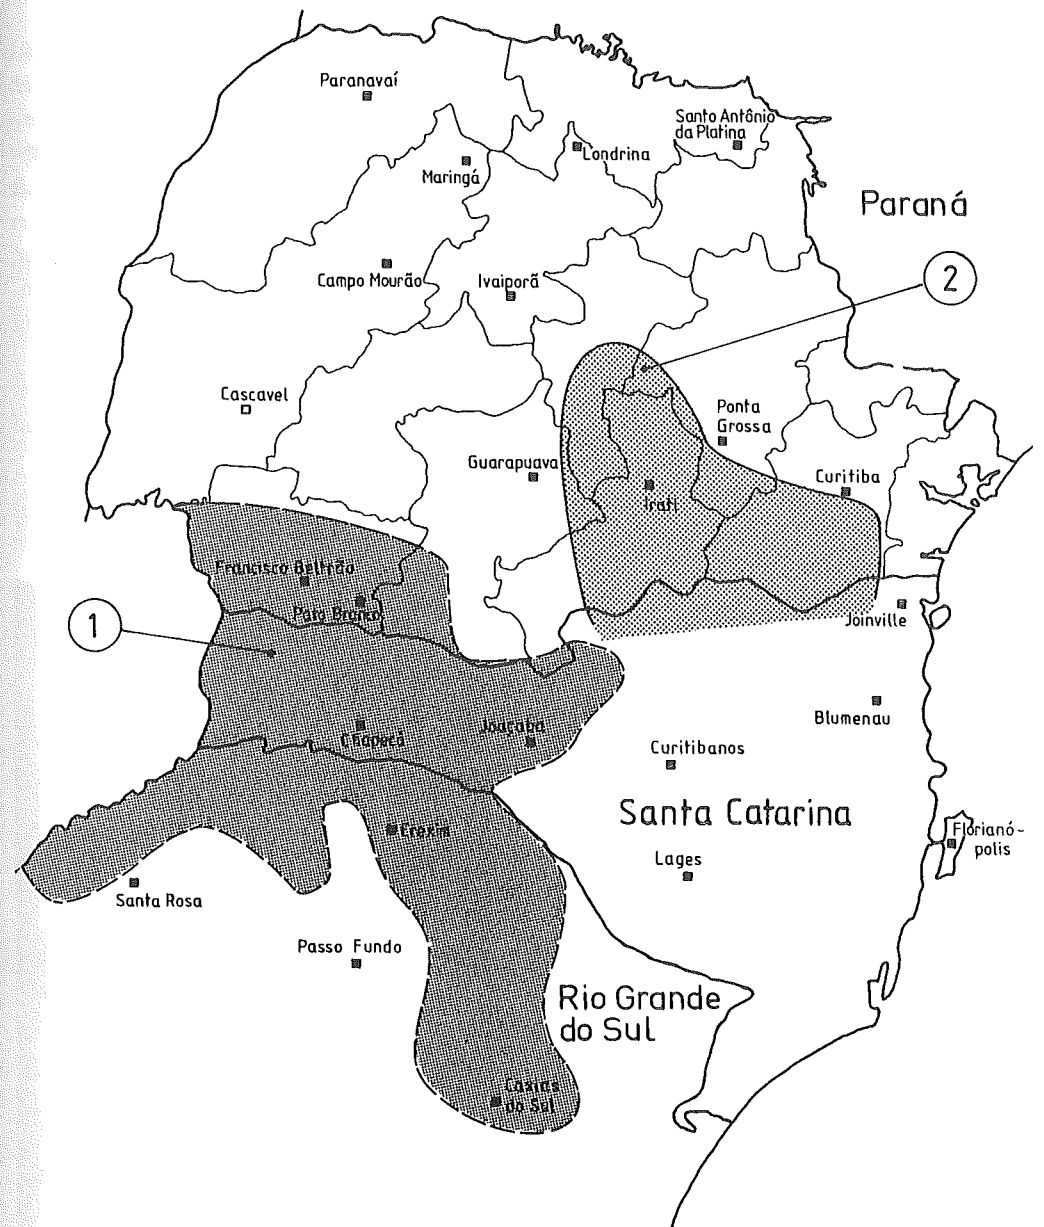 Paranavaí
Santo Antônio
da Platina
Londrina
Maringá
Paraná
Campo Mourão
Ivaiporã
2
Cascavel
Ponta
Grossa
Guarapuava
Curitiba
Irati
Francisco Beltrão
Pato Branco
1
Joinville
Blumenau
Joaçaba
Chapecó
Curitibanos
Santa Catarina
Erexim
Florianó-
polis
Lages
Santa Rosa
Passo Fundo
Rio Grande
do Sul
Caxias
do Sul